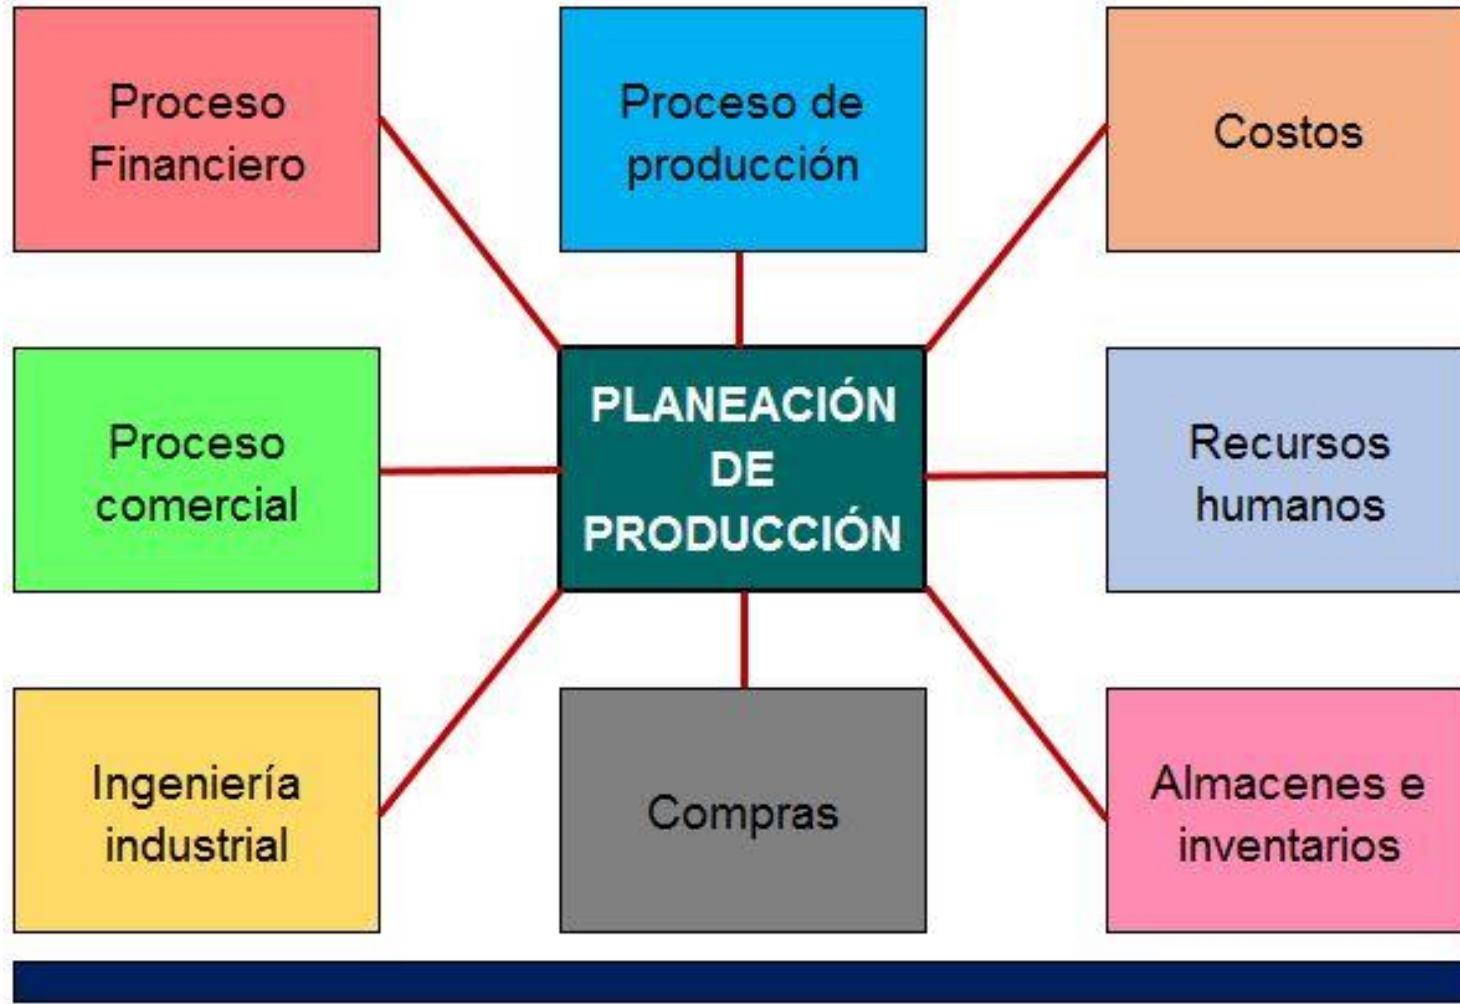 Proceso
Financiero
Proceso de
producción
Costos
Proceso
comercial
PLANEACIÓN
DE
PRODUCCIÓN
Recursos
humanos
Ingeniería
industrial
Compras
Almacenes e
inventarios